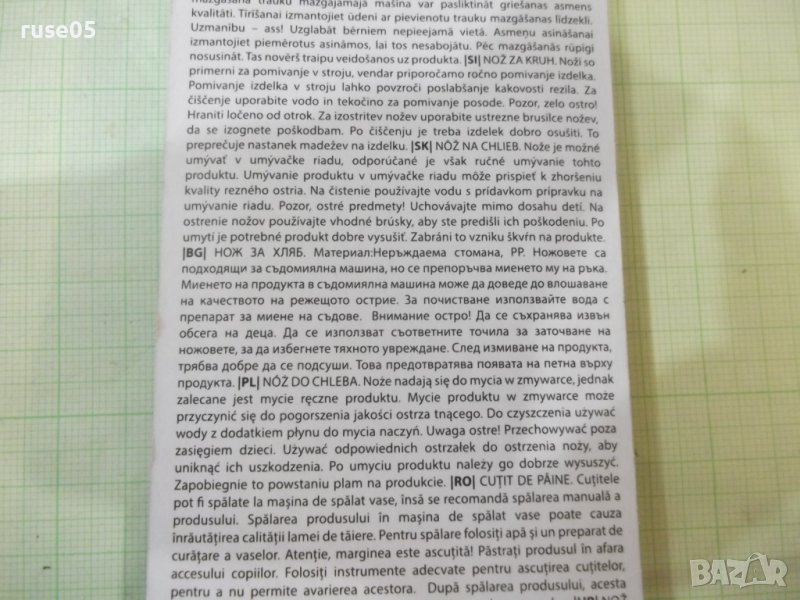 ruse05
mazgāšana trauku mazgājamajā mašīnā var pasliktināt griešanas asmens
kvalitāti. Tīrīšanai izmantojiet ūdeni ar pievienotu trauku mazgāšanas līdzekli.
Uzmanību – ass! Uzglabāt bērniem nepieejamā vietā. Asmeņu asināšanai
izmantojiet piemērotus asināmos, lai tos nesabojātu. Pēc mazgāšanās rūpīgi
nosusināt. Tas novērš traipu veidošanos uz produkta. |SI| NOŽ ZA KRUH. Noži so
primerni za pomivanje v stroju, vendar priporočamo ročno pomivanje izdelka.
Pomivanje izdelka v stroju lahko povzroči poslabšanje kakovosti rezila. Za
čiščenje uporabite vodo in tekočino za pomivanje posode. Pozor, zelo ostro!
Hraniti ločeno od otrok. Za izostritev nožev uporabite ustrezne brusilce nožev,
da se izognete poškodbam. Po čiščenju je treba izdelek dobro osušiti. To
preprečuje nastanek madežev na izdelku. |SK| NÔŽ NA CHLIEB. Nože je možné
umývať v umývačke riadu, odporúčané je však ručné umývanie tohto
produktu. Umývanie produktu v umývačke riadu môže prispieť k zhoršeniu
kvality rezného ostria. Na čistenie používajte vodu s prídavkom prípravku na
umývanie riadu. Pozor, ostré predmety! Uchovávajte mimo dosahu detí. Na
ostrenie nožov používajte vhodné brúsky, aby ste predišli ich poškodeniu. Po
umytí je potrebné produkt dobre vysušiť. Zabráni to vzniku škvŕn na produkte.
|BG| НОЖ ЗА ХЛЯБ. Материал:Неръждаема стомана, PP. Ножовете са
подходящи за съдомиялна машина, но се препоръчва миенето му на ръка.
Миенето на продукта в съдомиялна машина може да доведе до влошаване
на качеството на режещото острие. За почистване използвайте вода с
препарат за миене на съдове. Внимание остро! Да се съхранява извън
обсега на деца. Да се използват съответните точила за заточване на
ножовете, за да избегнете тяхното увреждане. След измиване на продукта,
трябва добре да се подсуши. Това предотвратява появата на петна върху
продукта. |PL| NÓŻ DO CHLEBA. Noże nadają się do mycia w zmywarce, jednak
zalecane jest mycie ręczne produktu. Mycie produktu w zmywarce może
przyczynić się do pogorszenia jakości ostrza tnącego. Do czyszczenia używać
wody z dodatkiem płynu do mycia naczyń. Uwaga ostre! Przechowywać poza
zasięgiem dzieci. Używać odpowiednich ostrzałek do ostrzenia noży, aby
uniknąć ich uszkodzenia. Po umyciu produktu należy go dobrze wysuszyć.
Zapobiegnie to powstaniu plam na produkcie. |RO| CUȚIT DE PÂINE. Cuțitele
pot fi spălate la mașina de spălat vase, însă se recomandă spălarea manuală a
produsului. Spălarea produsului în mașina de spălat vase poate cauza
înrăutățirea calității lamei de tăiere. Pentru spălare folosiți apă și un preparat de
curățare a vaselor. Atenție, marginea este ascuțită! Păstrați produsul în afara
accesului copiilor. Folosiți instrumente adecvate pentru ascuțirea cuțitelor,
pentru a nu permite avarierea acestora. După spălarea produsului, acesta
BAZAR